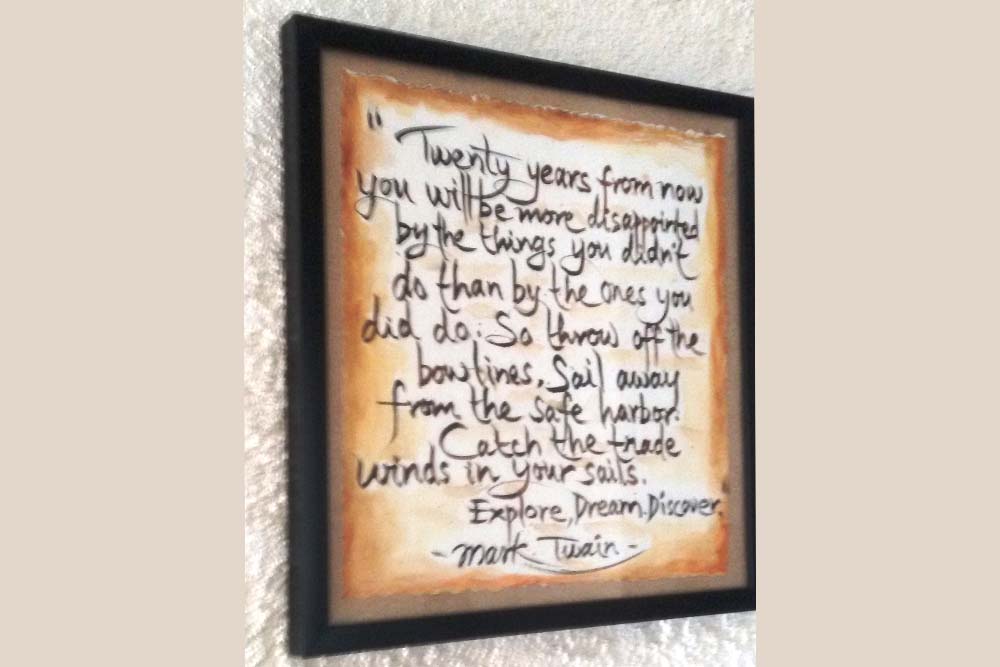 " Twenty years from now
you will be more disappointed
by the things you didn't
do than by the ones you
did do. So throw off the
bowlines, Sail away
from the safe harbor.
Catch the trade
winds in your sails.
Explore, Dream. Discover."
- Mark Twain -